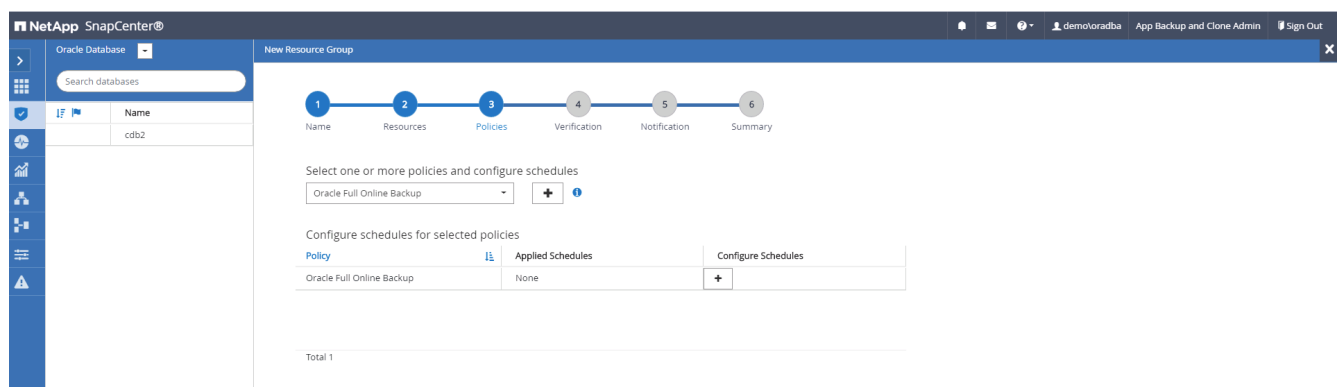 NetApp SnapCenter®
demo\oradba App Backup and Clone Admin Sign Out
Oracle Database
New Resource Group
Search databases
Name
cdb2
1 2 3 4 5 6
Name Resources Policies Verification Notification Summary
Select one or more policies and configure schedules
Oracle Full Online Backup
Configure schedules for selected policies
Policy Applied Schedules Configure Schedules
Oracle Full Online Backup None
Total 1